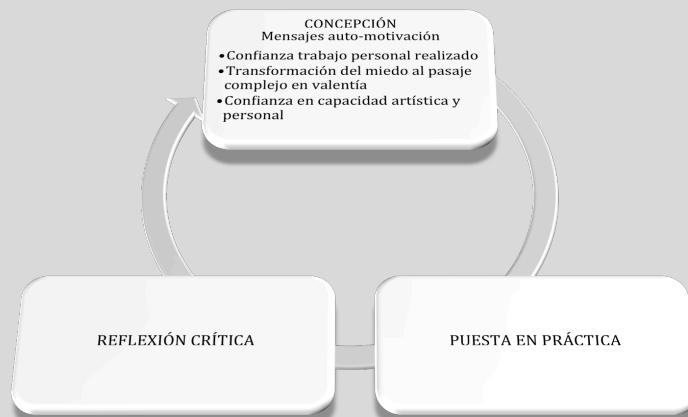 CONCEPCIÓN
Mensajes auto-motivación
•Confianza trabajo personal realizado
•Transformación del miedo al pasaje
complejo en valentía
•Confianza en capacidad artística y
personal
REFLEXIÓN CRÍTICA
PUESTA EN PRÁCTICA